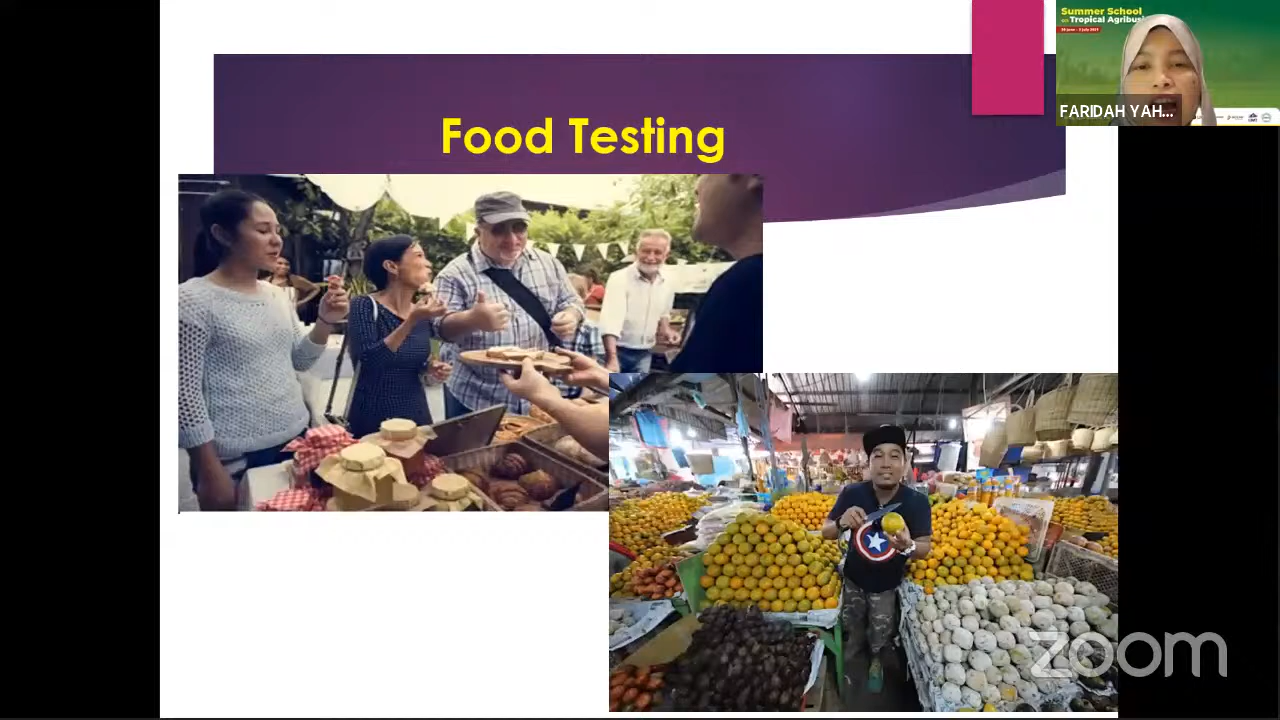 Food Testing
Summer School
on Tropical Agribusi
FARIDAH YAH...
zoom